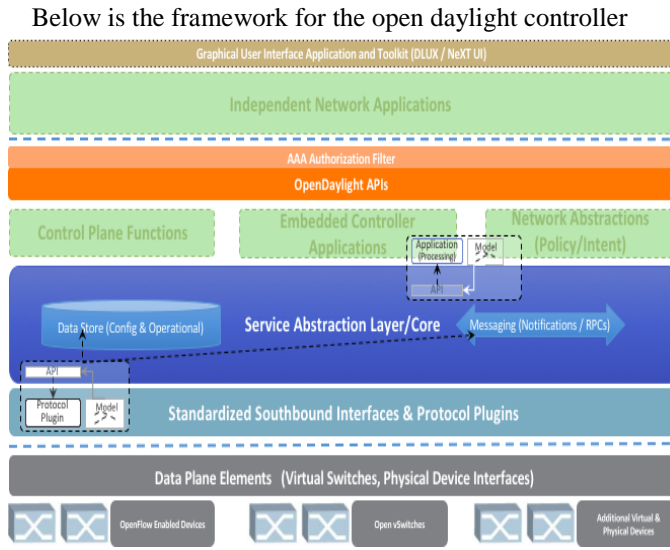 Below is the framework for the open daylight controller
Graphical User Interface Application and Toolkit (DLUX / NeXT UI)
Independent Network Applications
AAA Authorization Filter
OpenDaylight APIs
Control Plane Functions
Embedded Controller
Applications
Network Abstractions
(Policy/Intent)
Application
(Processing)
Model
API
Data Store (Config & Operational)
Service Abstraction Layer/Core
Messaging (Notifications / RPCs)
API
Protocol
Plugin
Model
Standardized Southbound Interfaces & Protocol Plugins
Data Plane Elements (Virtual Switches, Physical Device Interfaces)
OpenFlow Enabled Devices
Open vSwitches
Additional Virtual &
Physical Devices